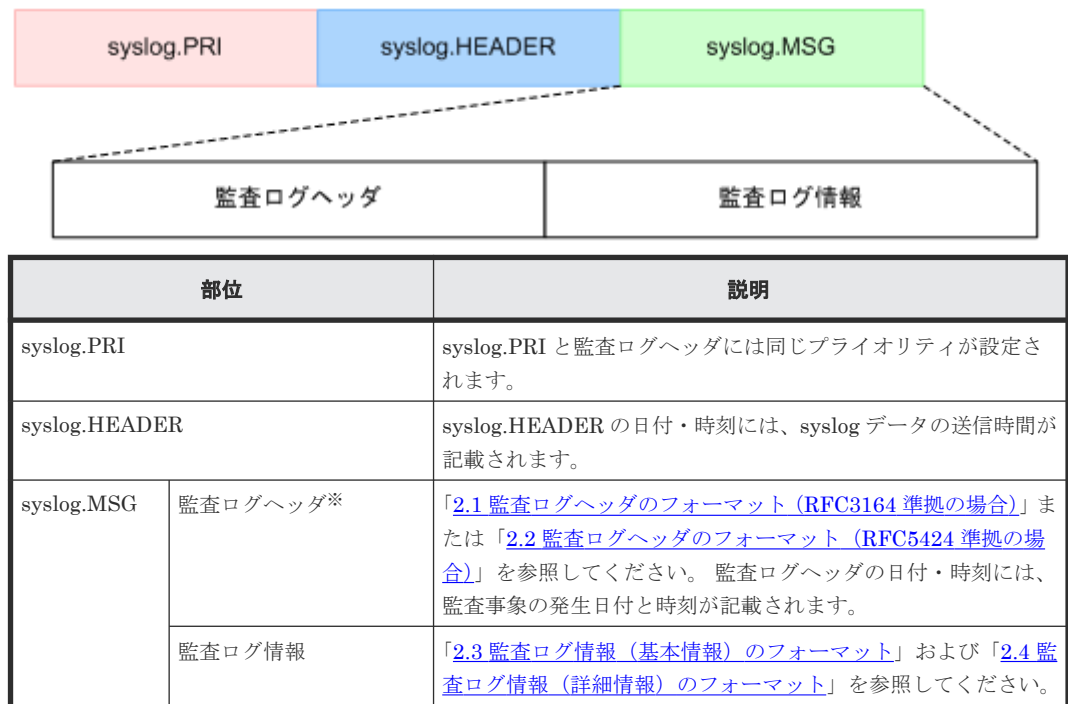 syslog.PRI
syslog.HEADER
syslog.MSG
監査ログヘッダ
監査ログ情報
部位
説明
syslog.PRI
syslog.PRI と監査ログヘッダには同じプライオリティが設定さ
れます。
syslog.HEADER
syslog.HEADER の日付・時刻には、syslog データの送信時間が
記載されます。
syslog.MSG
監査ログヘッダ※
「2.1 監査ログヘッダのフォーマット（RFC3164 準拠の場合）」ま
たは「2.2 監査ログヘッダのフォーマット（RFC5424 準拠の場
合）」を参照してください。 監査ログヘッダの日付・時刻には、
監査事象の発生日付と時刻が記載されます。
監査ログ情報
「2.3 監査ログ情報（基本情報）のフォーマット」および「2.4 監
査ログ情報（詳細情報）のフォーマット」を参照してください。